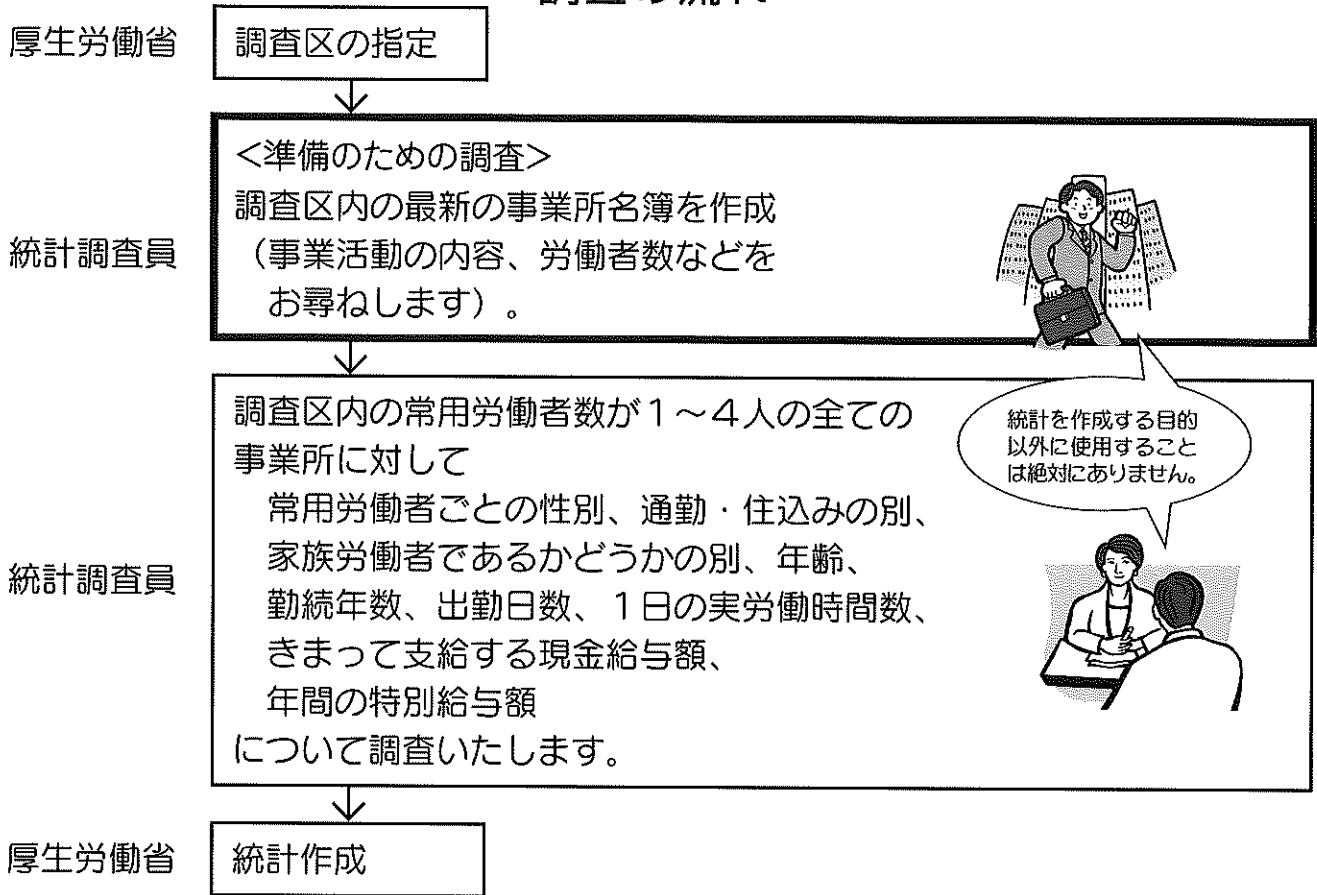 厚生労働省
調査区の指定
統計調査員
<準備のための調査>
調査区内の最新の事業所名簿を作成
(事業活動の内容、労働者数などを
お尋ねします)。
統計調査員
調査区内の常用労働者数が1~4人の全ての
事業所に対して
常用労働者ごとの性別、通勤・住込みの別、
家族労働者であるかどうかの別、年齢、
勤続年数、出勤日数、1日の実労働時間数、
きまって支給する現金給与額、
年間の特別給与額
について調査いたします。
統計を作成する目的
以外に使用すること
は絶対にありません。
厚生労働省
統計作成